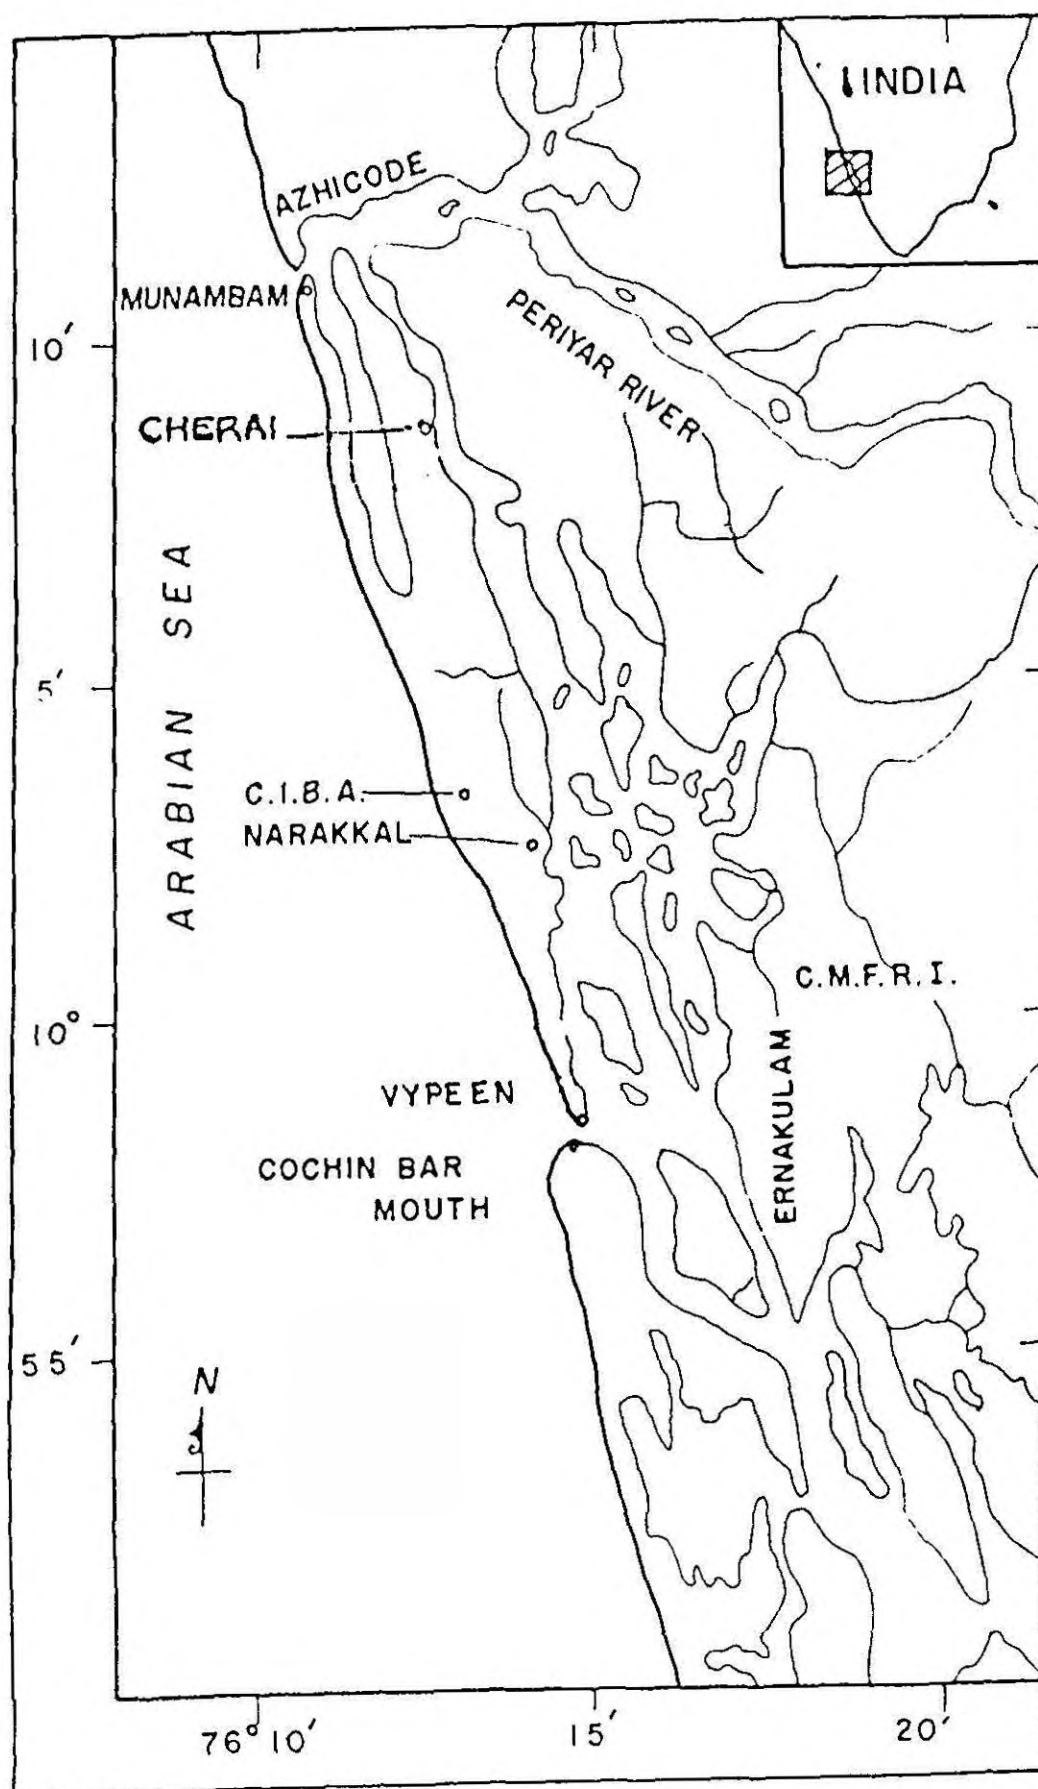 INDIA
AZHICODE
MUNAMBAM
10′
PERIYAR RIVER
CHERAI
ARABIAN SEA
5′
C.I.B.A.
NARAKKAL
C.M.F.R.I.
10°
VYPEEN
ERNAKULAM
COCHIN BAR
MOUTH
55′
N
76° 10′
15′
20′